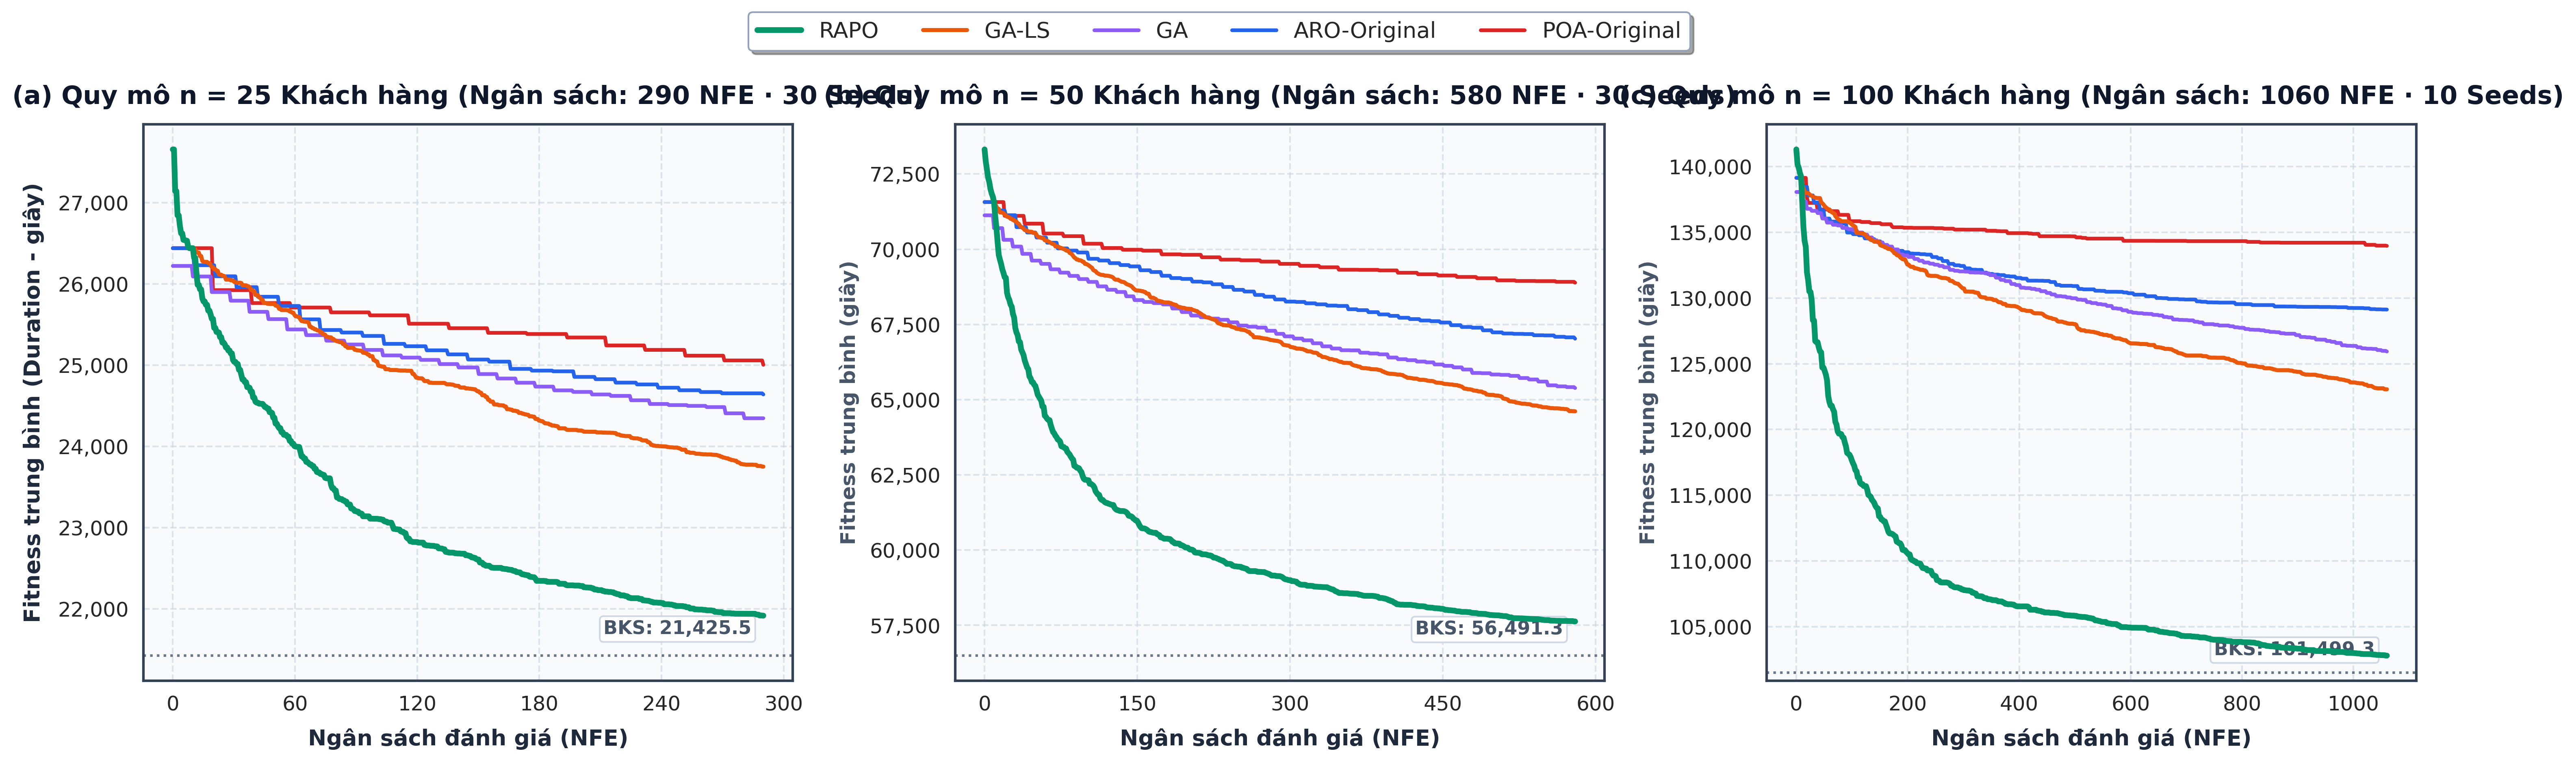 RAPO GA-LS GA ARO-Original POA-Original
(a) Quy mô n = 25 Khách hàng (Ngân sách: 290 NFE · 30 Seeds)
27,000
26,000
25,000
24,000
23,000
22,000
Fitness trung bình (Duration - giây)
BKS: 21,425.5
0 60 120 180 240 300
Ngân sách đánh giá (NFE)
(b) Quy mô n = 50 Khách hàng (Ngân sách: 580 NFE · 30 Seeds)
72,500
70,000
67,500
65,000
62,500
60,000
57,500
Fitness trung bình (giây)
BKS: 56,491.3
0 150 300 450 600
Ngân sách đánh giá (NFE)
(c) Quy mô n = 100 Khách hàng (Ngân sách: 1060 NFE · 10 Seeds)
140,000
135,000
130,000
125,000
120,000
115,000
110,000
105,000
Fitness trung bình (giây)
BKS: 101,499.3
0 200 400 600 800 1000
Ngân sách đánh giá (NFE)